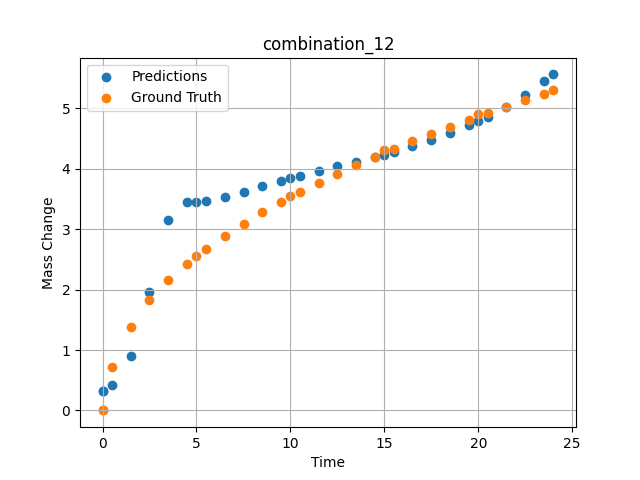 combination_12
Predictions
Ground Truth
Mass Change
5
4
3
2
1
0
0 5 10 15 20 25
Time